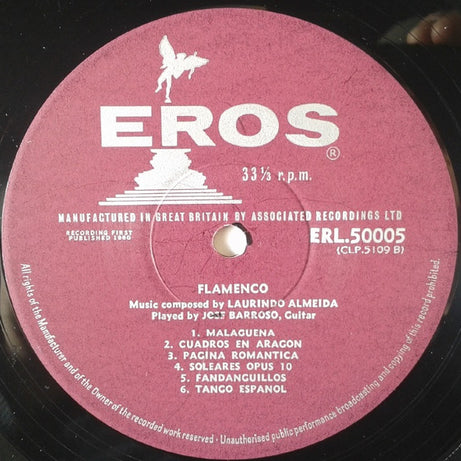 EROS
®
33⅓ r.p.m.
MANUFACTURED IN GREAT BRITAIN BY ASSOCIATED RECORDINGS LTD
RECORDING FIRST
PUBLISHED 1960
ERL.50005
(CLP.5109 B)
FLAMENCO
Music composed by LAURINDO ALMEIDA
Played by JOSE BARROSO, Guitar
1. MALAGUENA
2. CUADROS EN ARAGON
3. PAGINA ROMANTICA
4. SOLEARES OPUS 10
5. FANDANGUILLOS
6. TANGO ESPANOL
All rights of the Manufacturer and of the Owner of the recorded work reserved - Unauthorised public performance broadcasting and copying of this record prohibited.